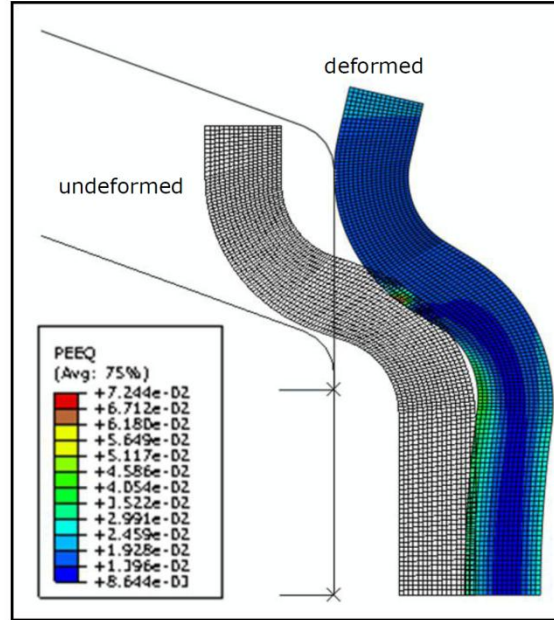 deformed
undeformed
PEEQ
(Avg: 75%)
+7.244e-02
+6.712e-02
+6.180e-02
+5.649e-02
+5.117e-02
+4.586e-02
+4.054e-02
+3.522e-02
+2.991e-02
+2.459e-02
+1.928e-02
+1.396e-02
+8.644e-03